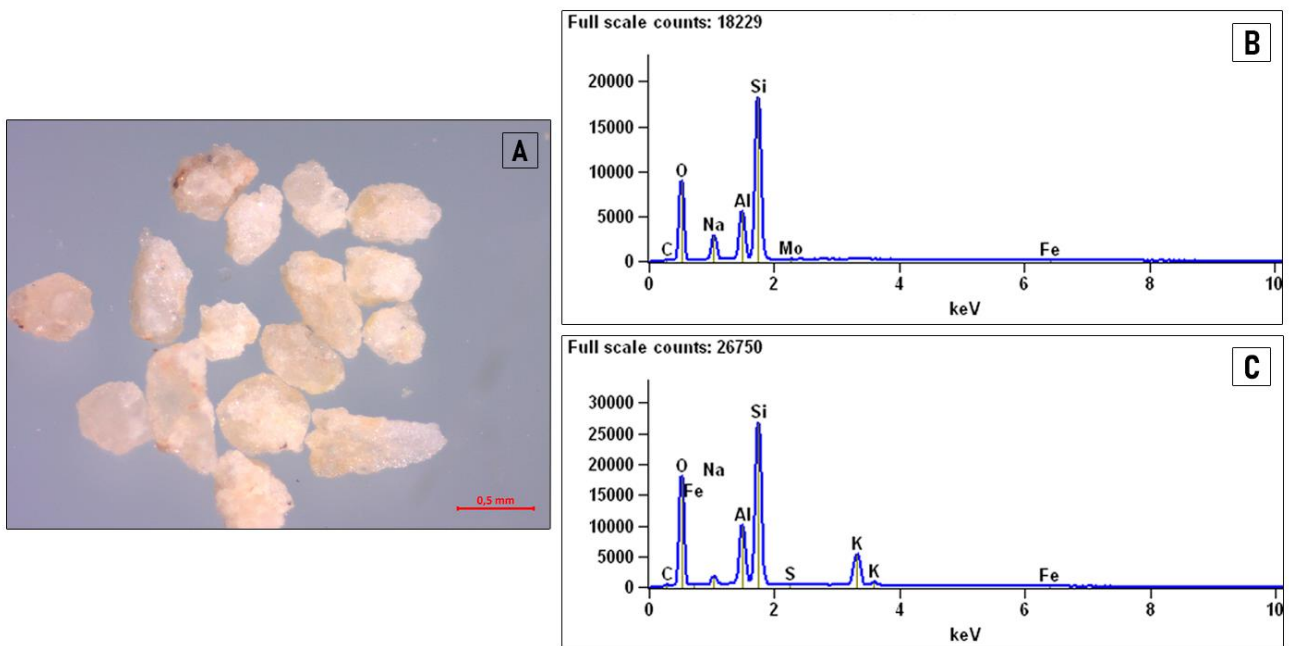 A
0,5 mm
Full scale counts: 18229
B
20000
15000
10000
5000
0
O
Na
Al
Si
C
Mo
Fe
0 2 4 6 8 10
keV
Full scale counts: 26750
C
30000
25000
20000
15000
10000
5000
0
Si
O
Na
Fe
Al
K
C
S
K
Fe
0 2 4 6 8 10
keV